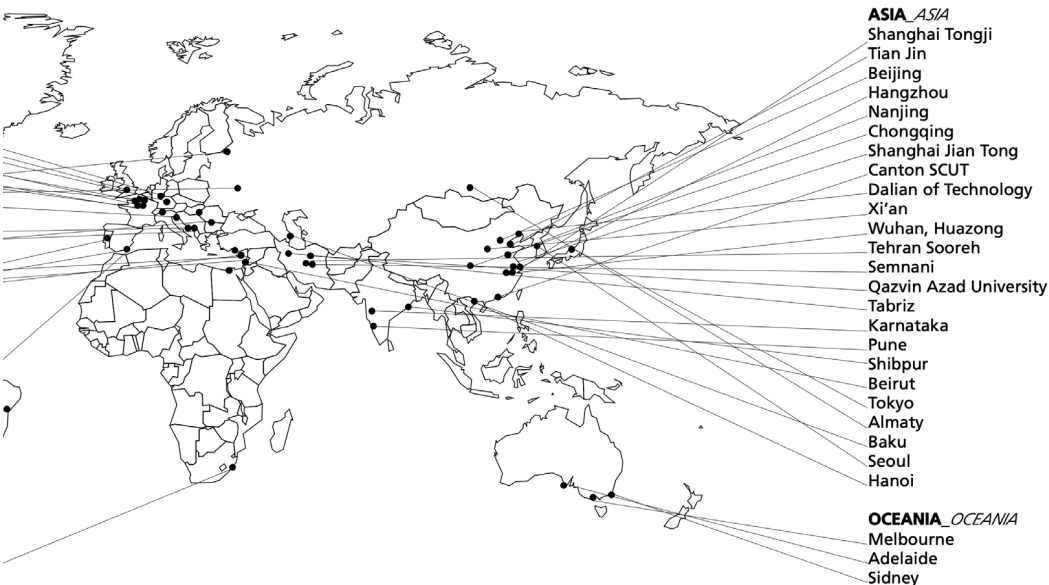 ASIA_ASIA
Shanghai Tongji
Tian Jin
Beijing
Hangzhou
Nanjing
Chongqing
Shanghai Jian Tong
Canton SCUT
Dalian of Technology
Xi‘an
Wuhan, Huazong
Tehran Sooreh
Semnani
Qazvin Azad University
Tabriz
Karnataka
Pune
Shibpur
Beirut
Tokyo
Almaty
Baku
Seoul
Hanoi
OCEANIA_OCEANIA
Melbourne
Adelaide
Sidney